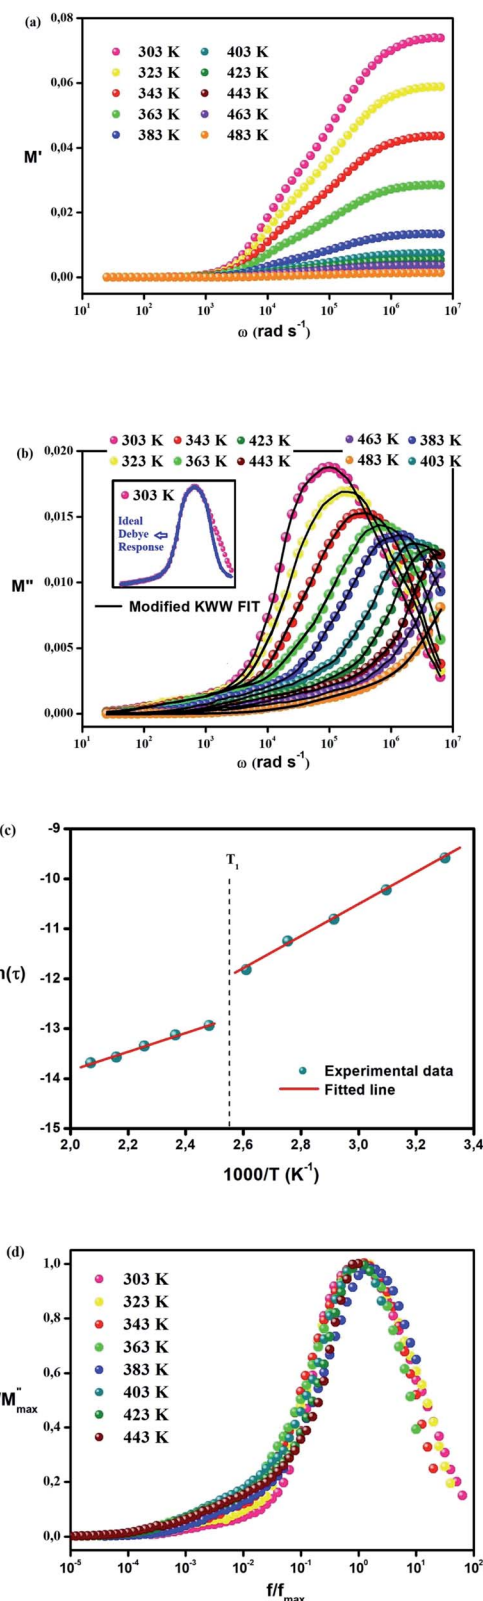 (a)
0,08
0,06
0,04
0,02
0,00
M'
303 K
323 K
343 K
363 K
383 K
403 K
423 K
443 K
463 K
483 K
10¹ 10² 10³ 10⁴ 10⁵ 10⁶ 10⁷
ω (rad s⁻¹)
(b)
0,020
0,015
0,010
0,005
0,000
M"
303 K 343 K 423 K 463 K 383 K
323 K 363 K 443 K 483 K 403 K
303 K
Ideal
Debye
Response
Modified KWW FIT
10¹ 10² 10³ 10⁴ 10⁵ 10⁶ 10⁷
ω (rad s⁻¹)
(c)
-9
-10
-11
-12
-13
-14
-15
n(τ)
T₁
Experimental data
Fitted line
2,0 2,2 2,4 2,6 2,8 3,0 3,2 3,4
1000/T (K⁻¹)
(d)
1,0
0,8
0,6
0,4
0,2
0,0
M"max
303 K
323 K
343 K
363 K
383 K
403 K
423 K
443 K
10⁻⁵ 10⁻⁴ 10⁻³ 10⁻² 10⁻¹ 10⁰ 10¹ 10²
f/fmax